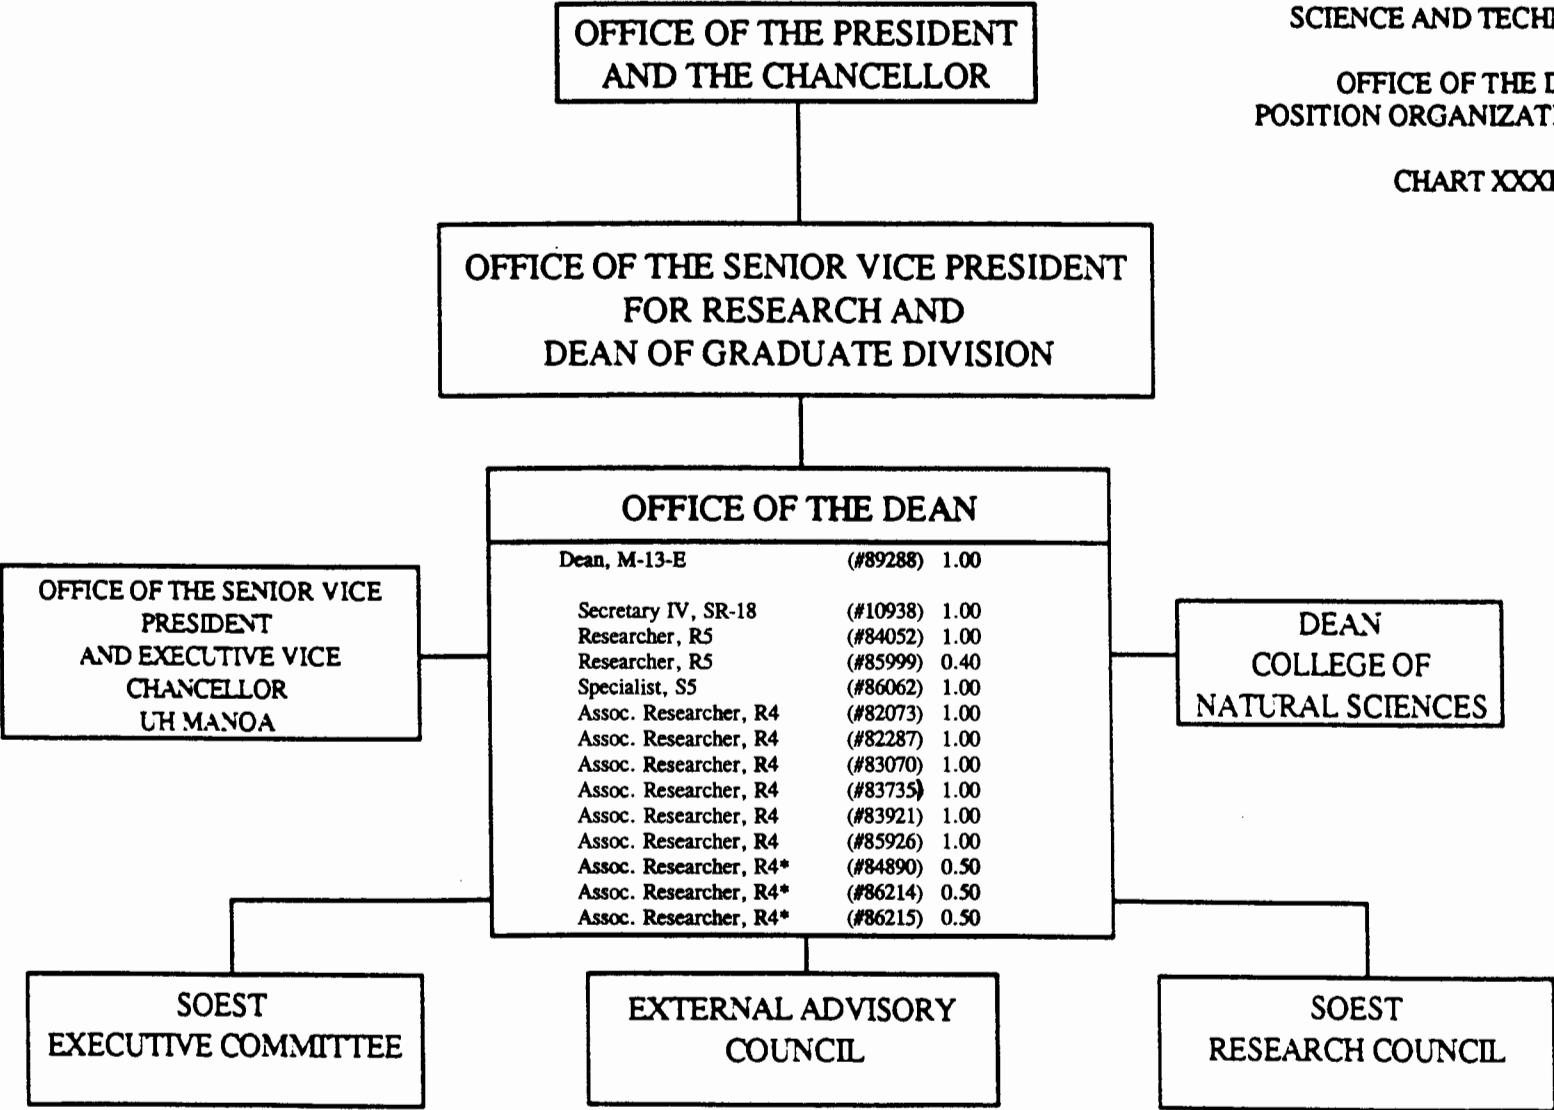 OFFICE OF THE PRESIDENT
AND THE CHANCELLOR
SCIENCE AND
OFFICE OF THE
POSITION
CHART
OFFICE OF THE SENIOR VICE PRESIDENT
FOR RESEARCH AND
DEAN OF GRADUATE DIVISION
OFFICE OF THE DEAN
Dean, M-13-E (#89288) 1.00
Secretary IV, SR-18 (#10938) 1.00
Researcher, R5 (#84052) 1.00
Researcher, R5 (#85999) 0.40
Specialist, S5 (#86062) 1.00
Assoc. Researcher, R4 (#82073) 1.00
Assoc. Researcher, R4 (#82287) 1.00
Assoc. Researcher, R4 (#83070) 1.00
Assoc. Researcher, R4 (#83735) 1.00
Assoc. Researcher, R4 (#83921) 1.00
Assoc. Researcher, R4 (#85926) 1.00
Assoc. Researcher, R4* (#84890) 0.50
Assoc. Researcher, R4* (#86214) 0.50
Assoc. Researcher, R4* (#86215) 0.50
OFFICE OF THE SENIOR VICE
PRESIDENT
AND EXECUTIVE VICE
CHANCELLOR
UH MANOA
DEAN
COLLEGE OF
NATURAL SCIENCES
SOEST
EXECUTIVE COMMITTEE
EXTERNAL ADVISORY
COUNCIL
SOEST
RESEARCH COUNCIL